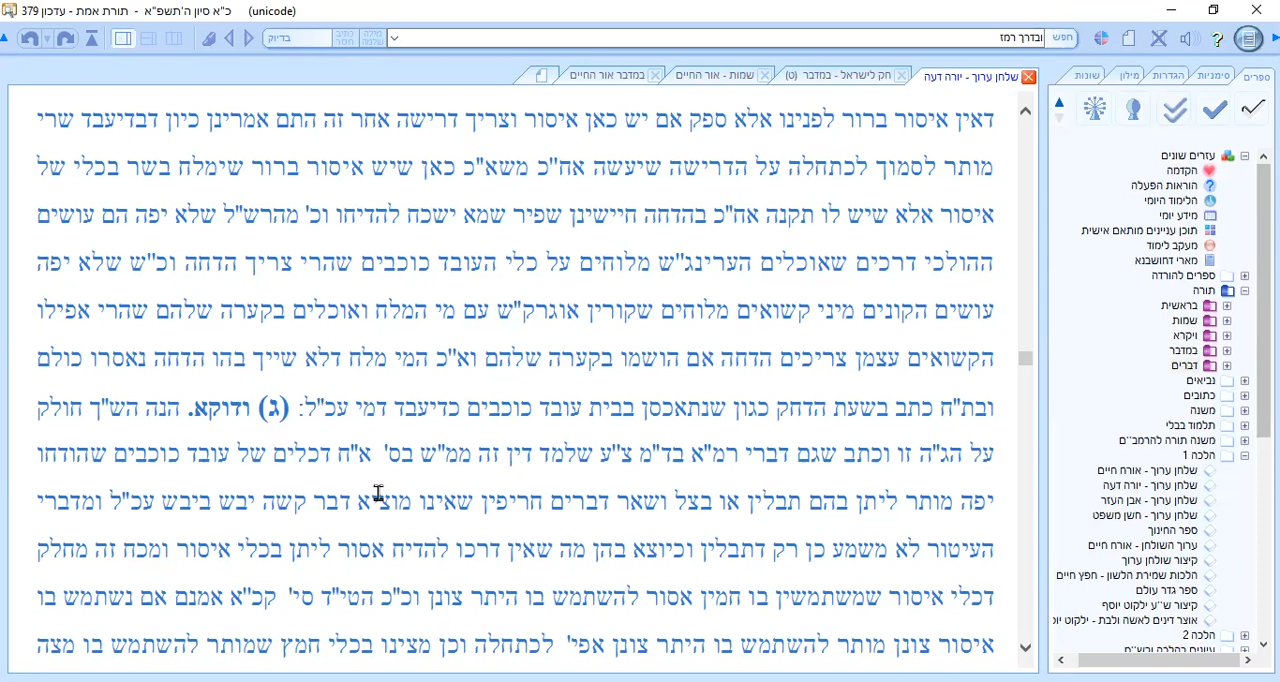 כ"א סיון ה'תשפ"א - תורת אמת - עדכון 379 (unicode)
חפש
ובדרך רמז
מילה שלמה
כתיב חסר
בדיוק
שלחן ערוך - יורה דעה
חק לישראל - במדבר (ט)
שמות - אור החיים
במדבר אור החיים
ספרים
סימניות
הגדרות
מילון
שונות
דאין איסור ברור לפנינו אלא ספק אם יש כאן איסור וצריך דרישה אחר זה התם אמרינן כיון דבדיעבד שרי
מותר לסמוך לכתחלה על הדרישה שיעשה אח"כ משא"כ כאן שיש איסור ברור שימלח בשר בכלי של
איסור אלא שיש לו תקנה אח"כ בהדחה חיישינן שפיר שמא ישכח להדיחו וכ' מהרש"ל שלא יפה הם עושים
ההולכי דרכים שאוכלים הערינג"ש מלוחים על כלי העובד כוכבים שהרי צריך הדחה וכ"ש שלא יפה
עושים הקונים מיני קשואים מלוחים שקורין אוגרק"ש עם מי המלח ואוכלים בקערה שלהם שהרי אפילו
הקשואים עצמן צריכים הדחה אם הושמו בקערה שלהם וא"כ המי מלח דלא שייך בהו הדחה נאסרו כולם
ובת"ח כתב בשעת הדחק כגון שנתאכסן בבית עובד כוכבים כדיעבד דמי עכ"ל: (ג) ודוקא. הנה הש"ך חולק
על הג"ה זו וכתב שגם דברי רמ"א בד"מ צ"ע שלמד דין זה ממ"ש בס' א"ח דכלים של עובד כוכבים שהודחו
יפה מותר ליתן בהם תבלין או בצל ושאר דברים חריפין שאינו מוציא דבר קשה יבש ביבש עכ"ל ומדברי
העיטור לא משמע כן רק דתבלין וכיוצא בהן מה שאין דרכו להדיח אסור ליתן בכלי איסור ומכח זה מחלק
דכלי איסור שמשתמשין בו חמין אסור להשתמש בו היתר צונן וכ"כ הטי"ד סי' קכ"א אמנם אם נשתמש בו
איסור צונן מותר להשתמש בו היתר צונן אפי' לכתחלה וכן מצינו בכלי חמץ שמותר להשתמש בו מצה
עזרים שונים
הקדמה
הוראות הפעלה
הלימוד היומי
מידע יומי
תוכן עניינים מותאם אישית
מעקב לימוד
מארי דחושבנא
ספרים להורדה
תורה
בראשית
שמות
ויקרא
במדבר
דברים
נביאים
כתובים
משנה
תלמוד בבלי
משנה תורה להרמב"ם
הלכה 1
שלחן ערוך - אורח חיים
שלחן ערוך - יורה דעה
שלחן ערוך - אבן העזר
שלחן ערוך - חשן משפט
ספר החינוך
ערוך השולחן - אורח חיים
קיצור שולחן ערוך
הלכות שמירת הלשון - חפץ חיים
ספר גדר עולם
קיצור ש"ע ילקוט יוסף
אוצר דינים לאשה ולבת - ילקוט יו
הלכה 2